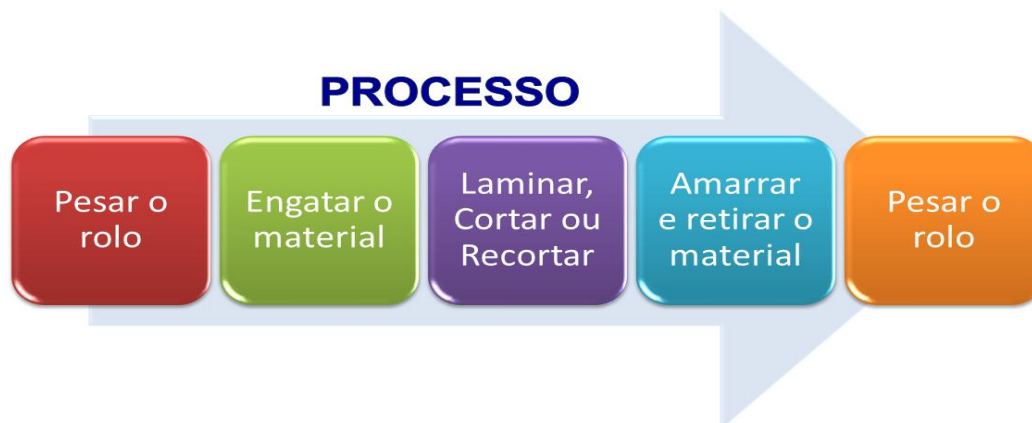 PROCESSO
Pesar o
rolo
Engatar o
material
Laminar,
Cortar ou
Recortar
Amarrar
e retirar o
material
Pesar o
rolo